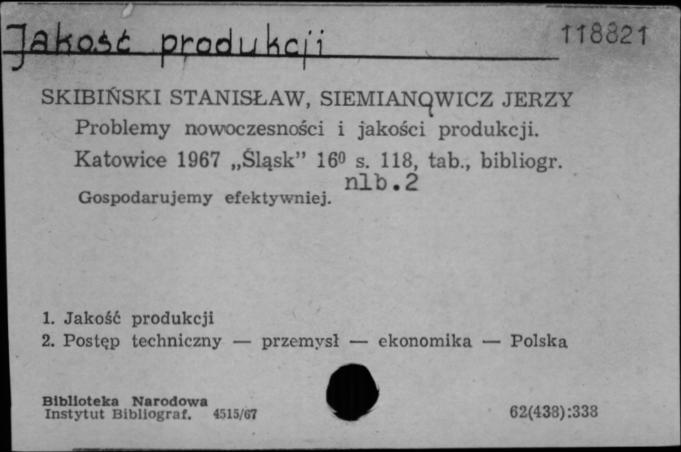 Jakość produkcji
118821
SKIBIŃSKI STANISŁAW, SIEMIANOWICZ JERZY
Problemy nowoczesności i jakości produkcji.
Katowice 1967 „Śląsk” 16⁰ s. 118, tab., bibliogr.
nlb.2
Gospodarujemy efektywniej.
1. Jakość produkcji
2. Postęp techniczny — przemysł — ekonomika — Polska
Biblioteka Narodowa
Instytut Bibliograf. 4515/67
62(438):338